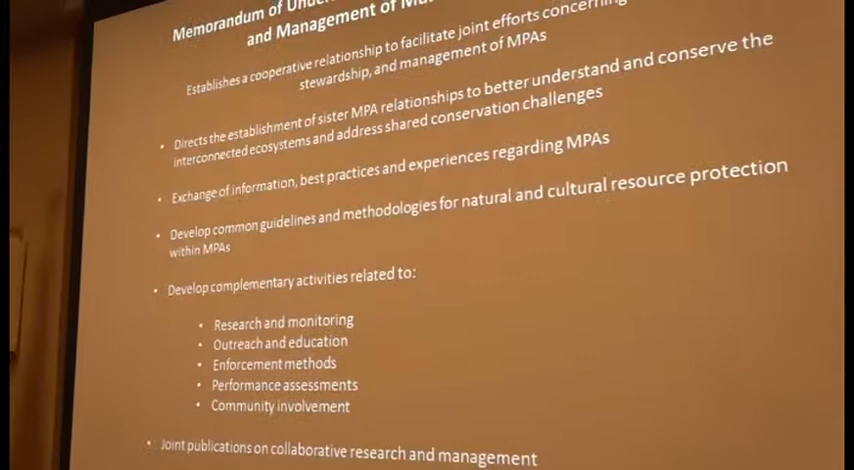 Memorandum of
and Management of
Establishes a cooperative relationship to facilitate joint efforts concerning
stewardship, and management of MPAs
• Directs the establishment of sister MPA relationships to better understand and conserve the
interconnected ecosystems and address shared conservation challenges
• Exchange of information, best practices and experiences regarding MPAs
• Develop common guidelines and methodologies for natural and cultural resource protection
within MPAs
• Develop complementary activities related to:
• Research and monitoring
• Outreach and education
• Enforcement methods
• Performance assessments
• Community involvement
• Joint publications on collaborative research and management